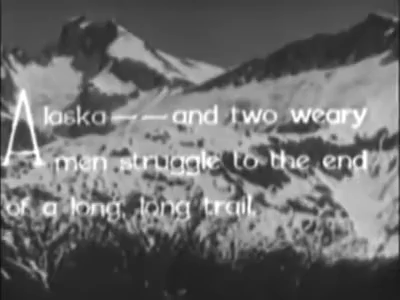 Alaska — — and two weary
men struggle to the end
of a long, long trail.